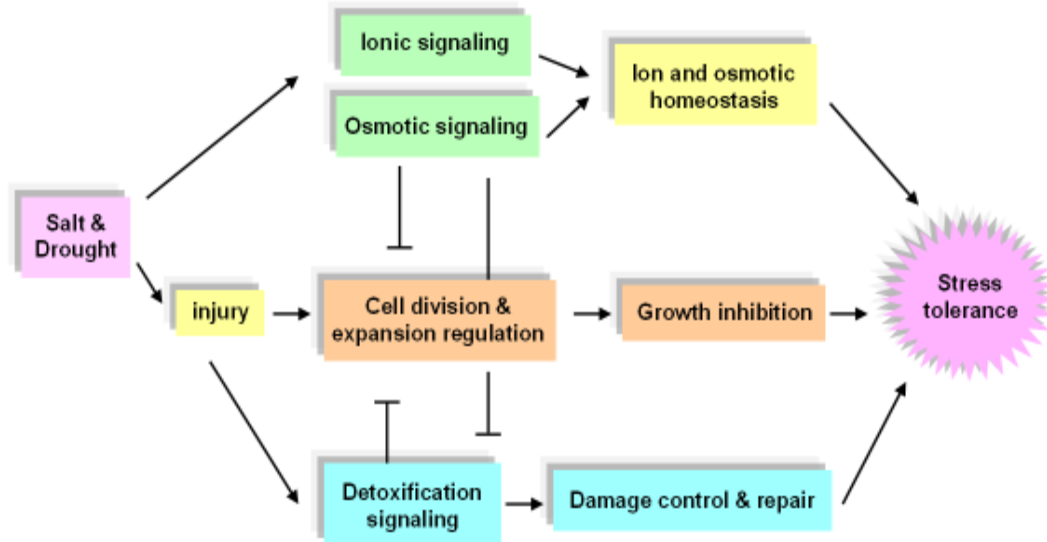 Ionic signaling
Osmotic signaling
Ion and osmotic
homeostasis
Salt &
Drought
injury
Cell division &
expansion regulation
Growth inhibition
Stress
tolerance
Detoxification
signaling
Damage control & repair